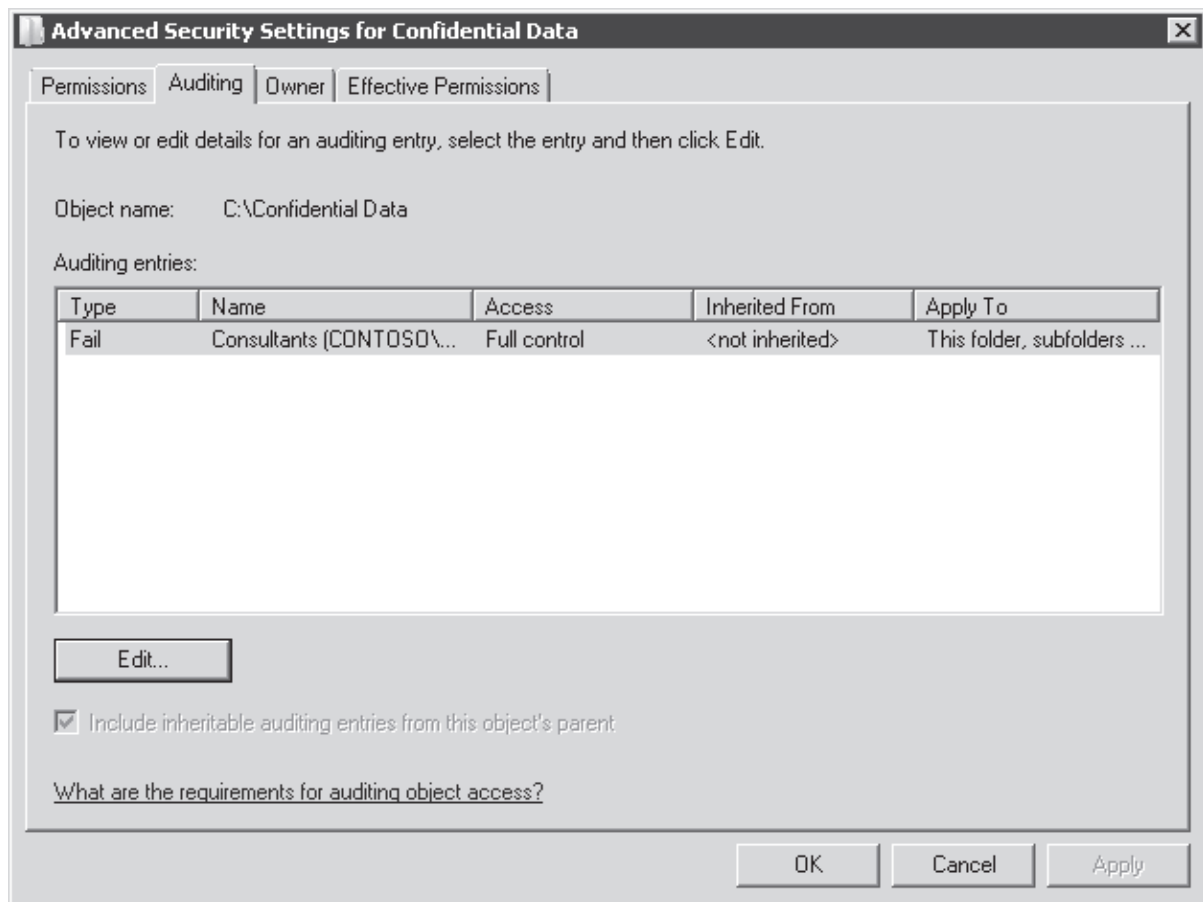 Advanced Security Settings for Confidential Data
Permissions Auditing Owner Effective Permissions
To view or edit details for an auditing entry, select the entry and then click Edit.
Object name: C:\Confidential Data
Auditing entries:
Type Name Access Inherited From Apply To
Fail Consultants (CONTOSO\... Full control <not inherited> This folder, subfolders ...
Edit...
Include inheritable auditing entries from this object's parent
What are the requirements for auditing object access?
OK Cancel Apply